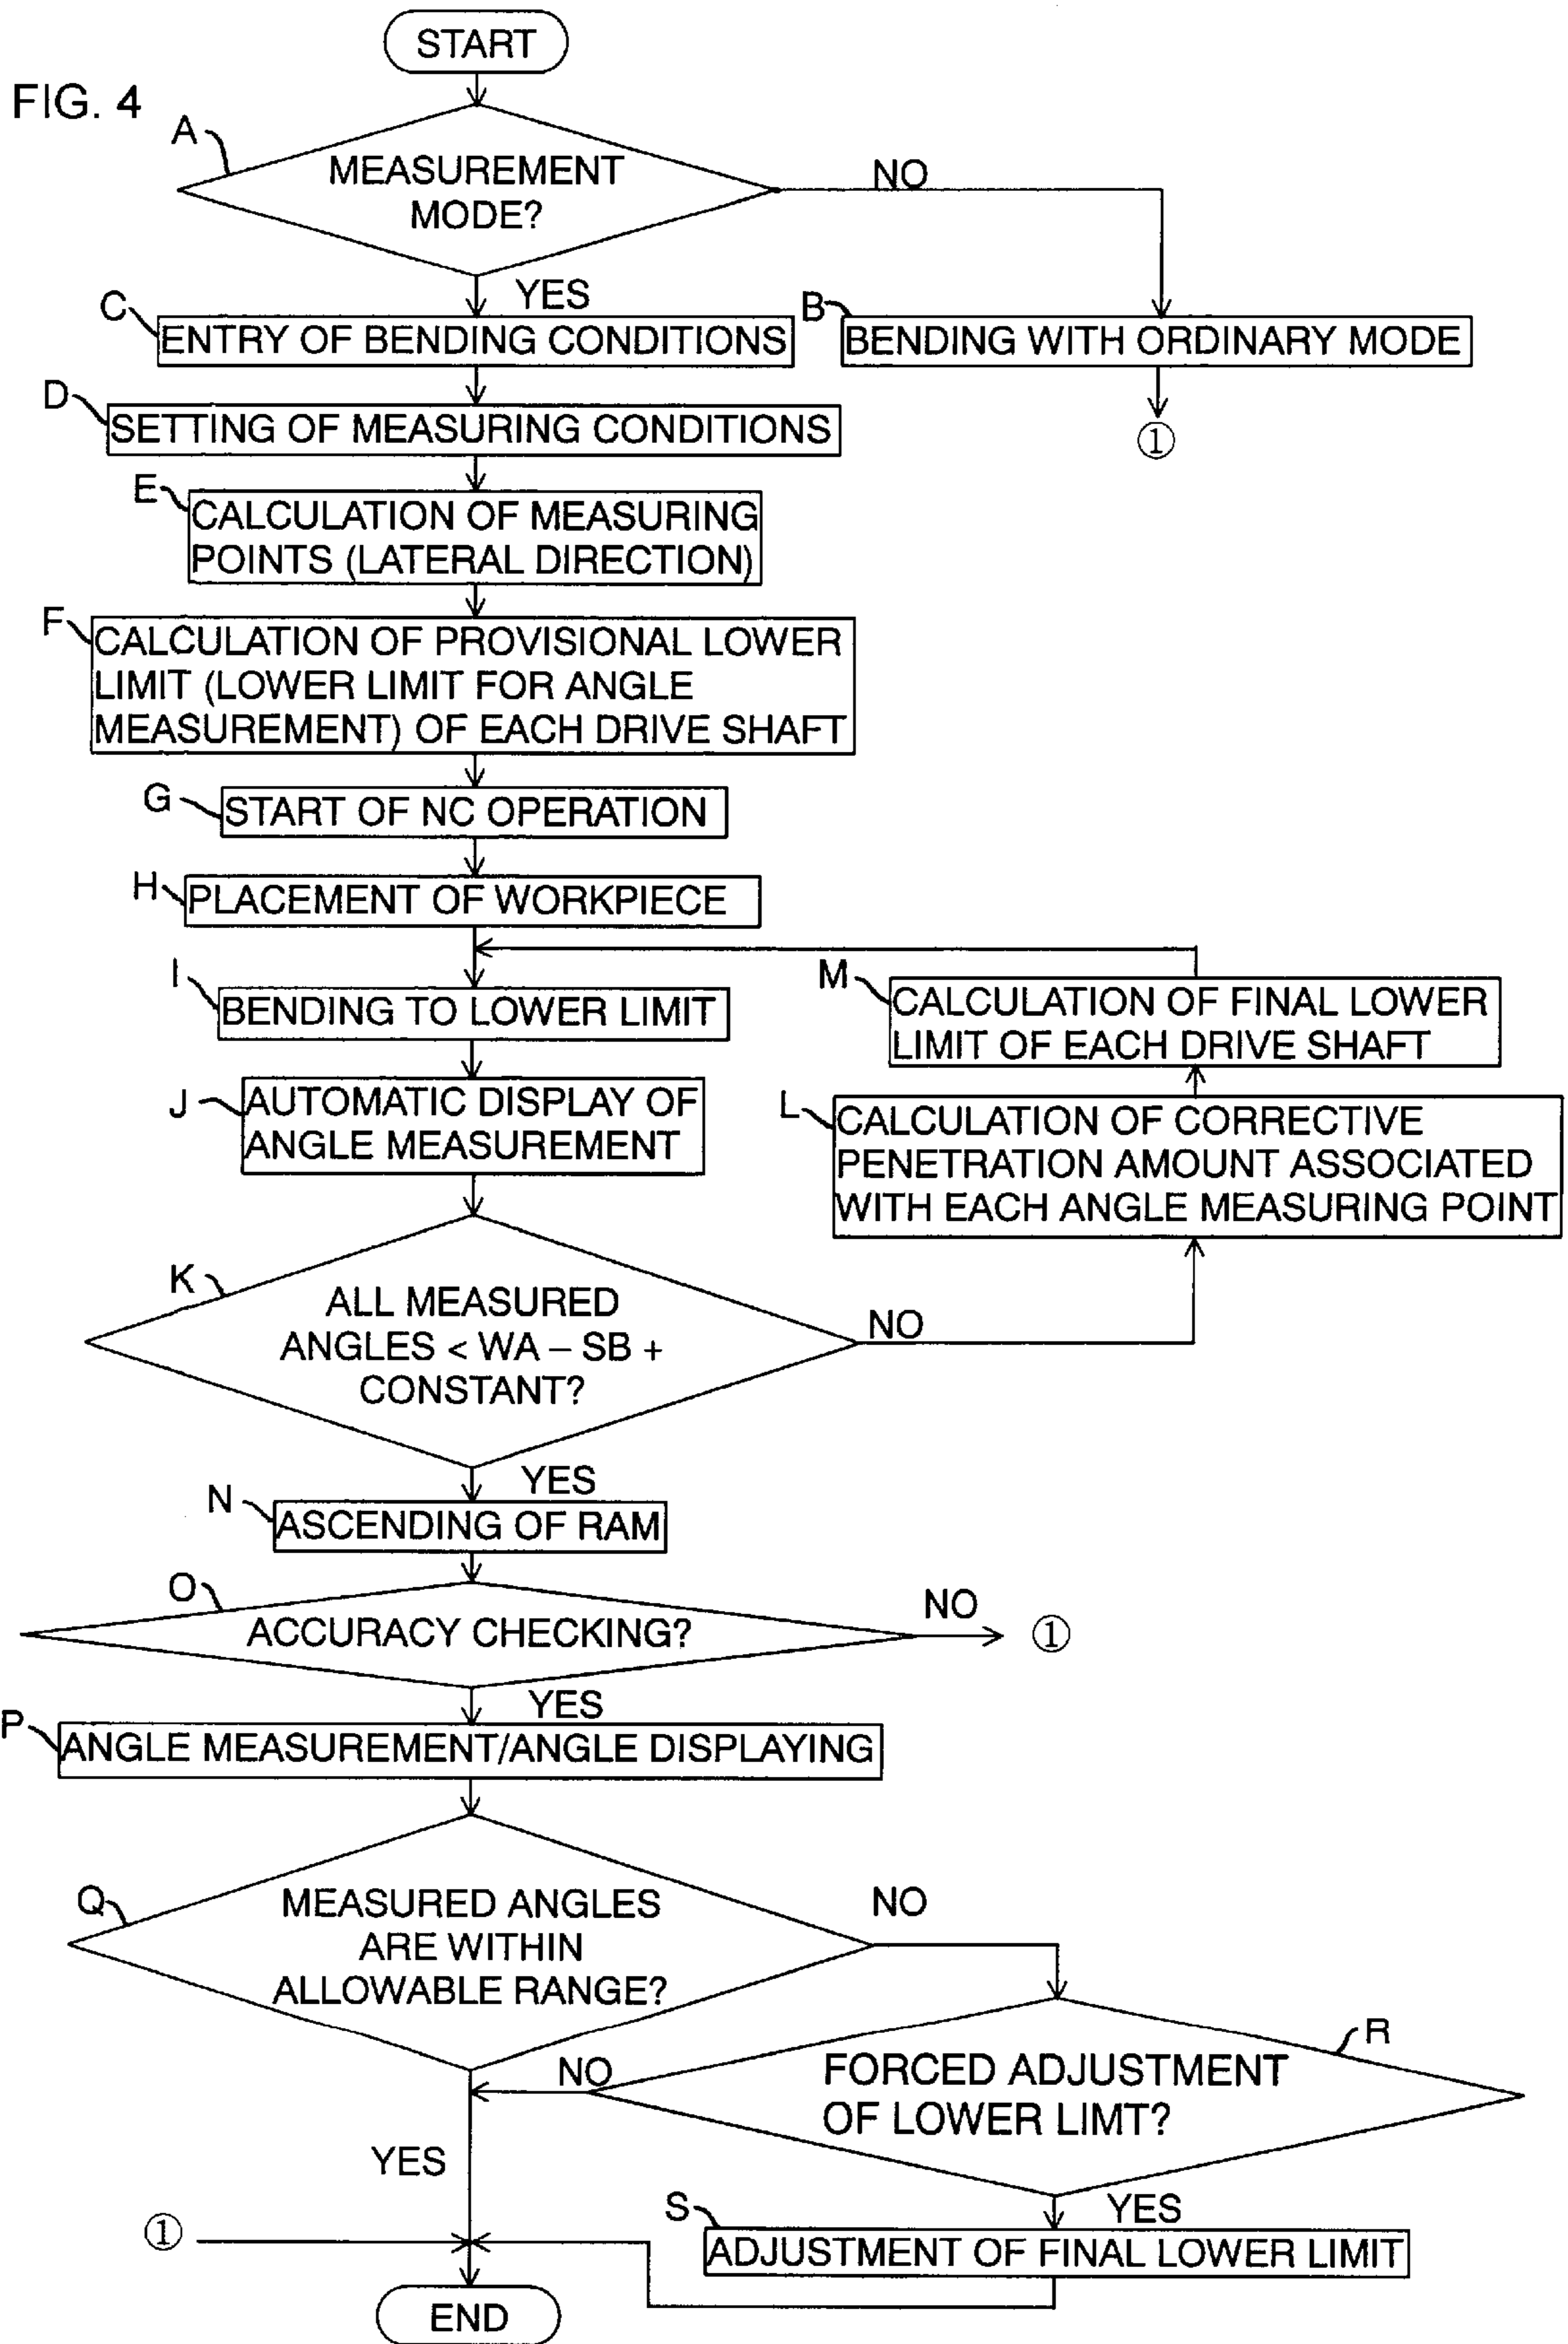 START
FIG. 4
A
MEASUREMENT
MODE?
NO
YES
C
ENTRY OF BENDING CONDITIONS
B
BENDING WITH ORDINARY MODE
①
D
SETTING OF MEASURING CONDITIONS
E
CALCULATION OF MEASURING
POINTS (LATERAL DIRECTION)
F
CALCULATION OF PROVISIONAL LOWER
LIMIT (LOWER LIMIT FOR ANGLE
MEASUREMENT) OF EACH DRIVE SHAFT
G
START OF NC OPERATION
H
PLACEMENT OF WORKPIECE
I
BENDING TO LOWER LIMIT
M
CALCULATION OF FINAL LOWER
LIMIT OF EACH DRIVE SHAFT
J
AUTOMATIC DISPLAY OF
ANGLE MEASUREMENT
L
CALCULATION OF CORRECTIVE
PENETRATION AMOUNT ASSOCIATED
WITH EACH ANGLE MEASURING POINT
K
ALL MEASURED
ANGLES < WA – SB +
CONSTANT?
NO
YES
N
ASCENDING OF RAM
O
ACCURACY CHECKING?
NO
①
YES
P
ANGLE MEASUREMENT/ANGLE DISPLAYING
Q
MEASURED ANGLES
ARE WITHIN
ALLOWABLE RANGE?
NO
R
FORCED ADJUSTMENT
OF LOWER LIMT?
NO
YES
YES
①
S
ADJUSTMENT OF FINAL LOWER LIMIT
END